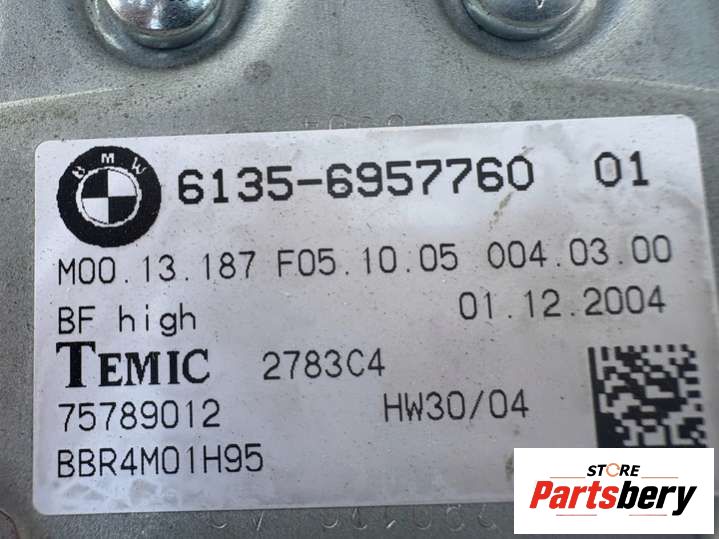 BMW
6135-6957760 01
M00.13.187 F05.10.05 004.03.00
BF high 01.12.2004
TEMIC 2783C4
75789012 HW30/04
BBR4M01H95
STORE
Partsbery